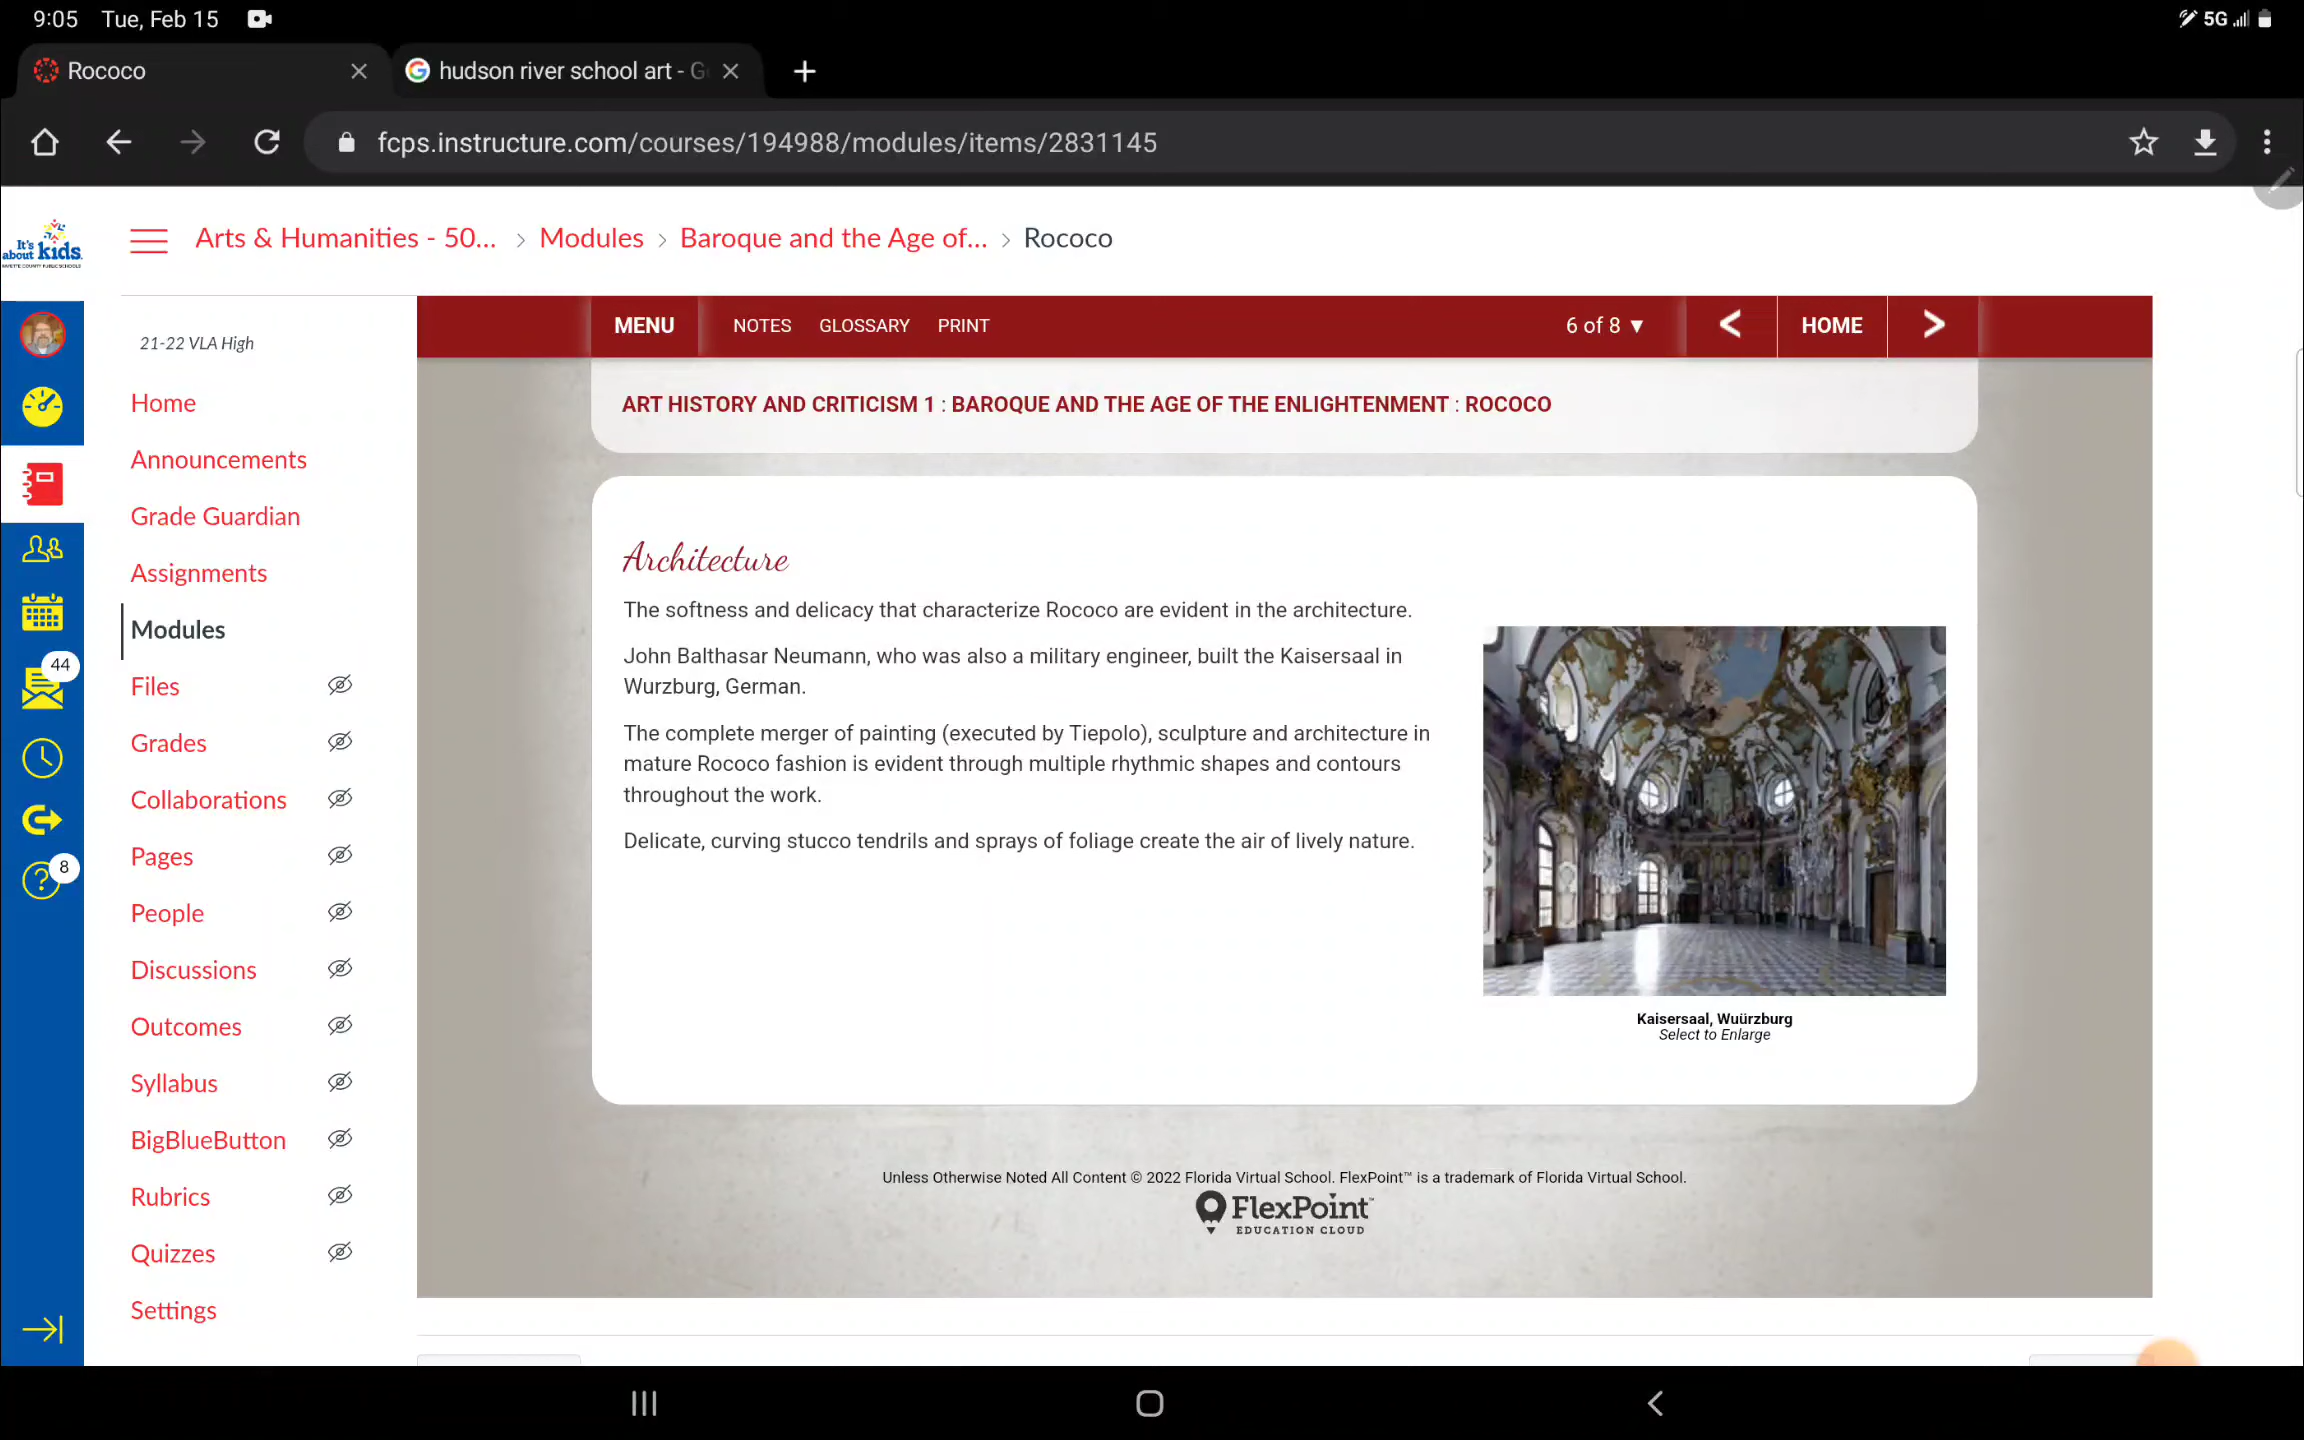 9:05 Tue, Feb 15
5G
Rococo
hudson river school art - G
fcps.instructure.com/courses/194988/modules/items/2831145
It's about kids.
FAYETTE COUNTY PUBLIC SCHOOLS
Arts & Humanities - 50... > Modules > Baroque and the Age of... > Rococo
21-22 VLA High
Home
Announcements
Grade Guardian
Assignments
Modules
44
Files
Grades
Collaborations
Pages
8
People
Discussions
Outcomes
Syllabus
BigBlueButton
Rubrics
Quizzes
Settings
MENU NOTES GLOSSARY PRINT 6 of 8 ▼ < HOME >
ART HISTORY AND CRITICISM 1 : BAROQUE AND THE AGE OF THE ENLIGHTENMENT : ROCOCO
Architecture
The softness and delicacy that characterize Rococo are evident in the architecture.
John Balthasar Neumann, who was also a military engineer, built the Kaisersaal in
Wurzburg, German.
The complete merger of painting (executed by Tiepolo), sculpture and architecture in
mature Rococo fashion is evident through multiple rhythmic shapes and contours
throughout the work.
Delicate, curving stucco tendrils and sprays of foliage create the air of lively nature.
Kaisersaal, Wuürzburg
Select to Enlarge
Unless Otherwise Noted All Content © 2022 Florida Virtual School. FlexPoint™ is a trademark of Florida Virtual School.
FlexPoint™
EDUCATION CLOUD